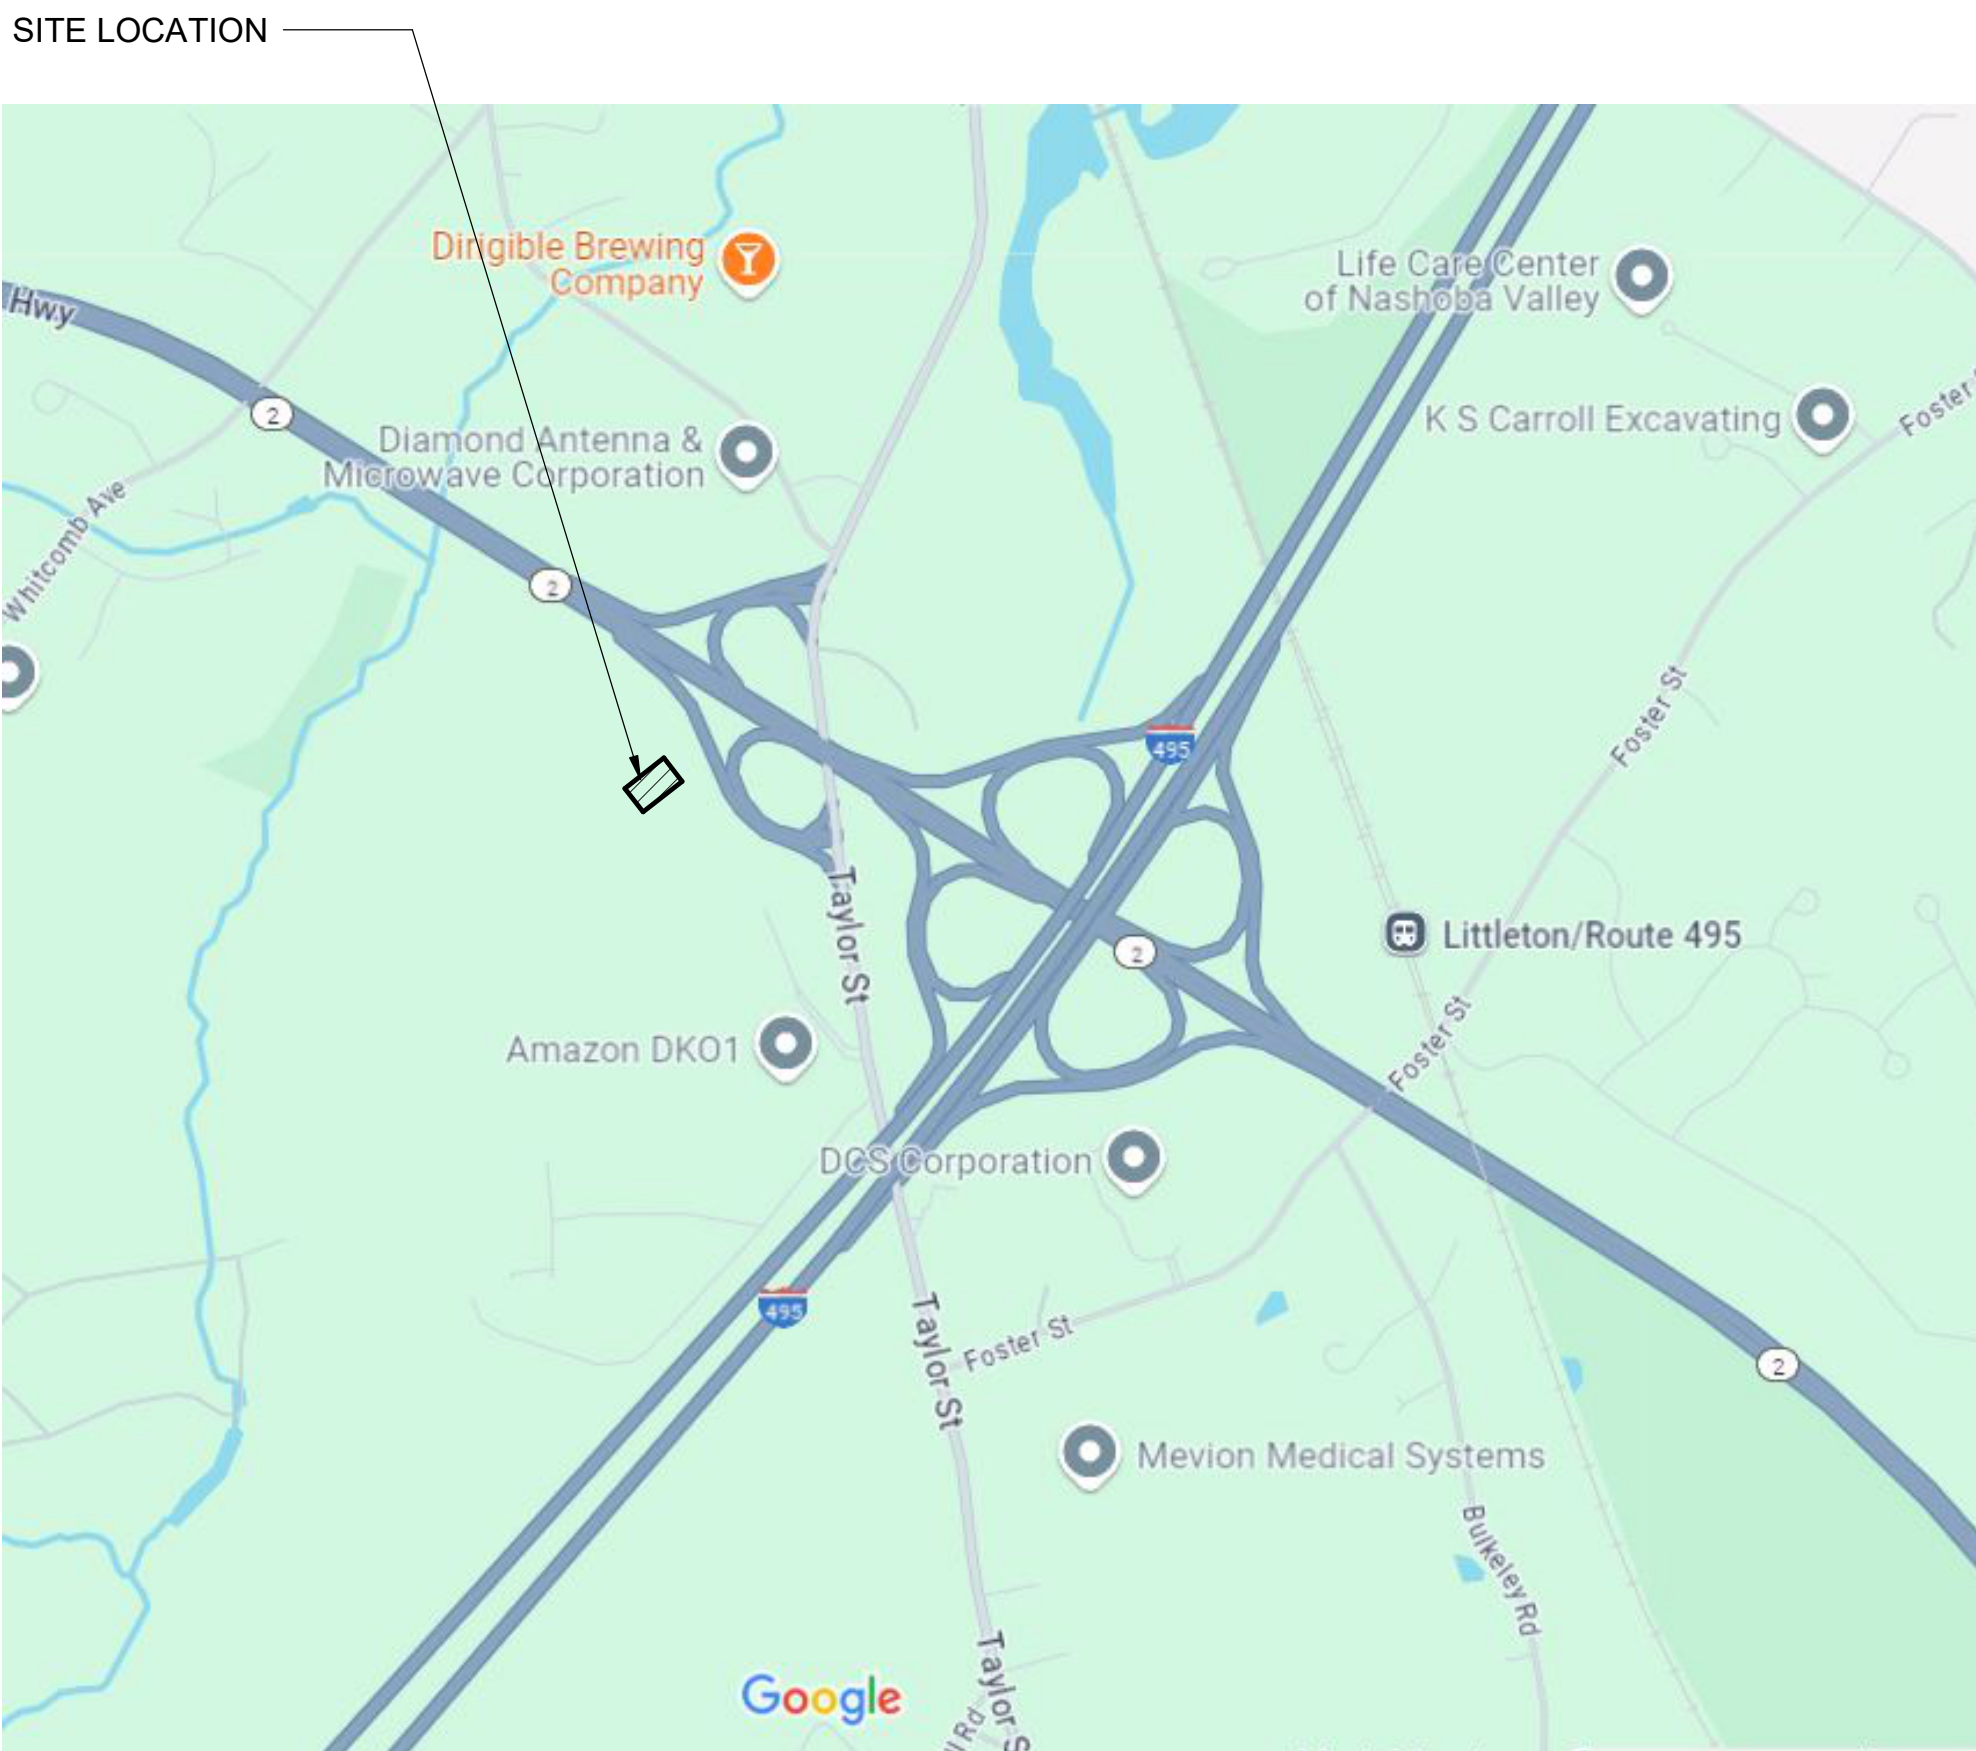 SITE LOCATION
Dirigible Brewing
Company
Life Care Center
of Nashoba Valley
Hwy
2
Diamond Antenna &
Microwave Corporation
K S Carroll Excavating
Foster
Whitcomb Ave
2
Foster St
495
Taylor St
2
Littleton/Route 495
Amazon DKO1
Foster St
DCS Corporation
495
Taylor St
Foster St
2
Mevion Medical Systems
Bulkeley Rd
Taylor S
Google
Rd